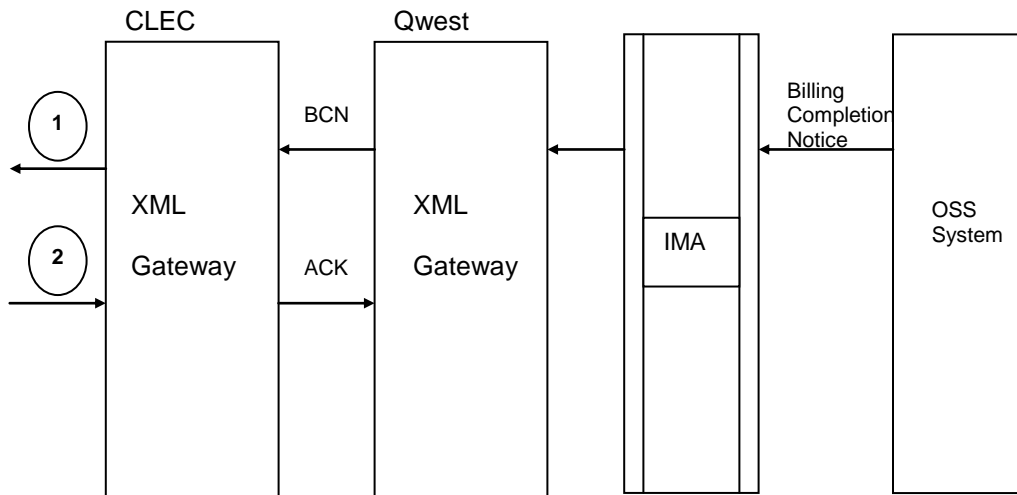 CLEC
Qwest
1
BCN
Billing
Completion
Notice
XML
Gateway
XML
Gateway
IMA
OSS
System
2
ACK